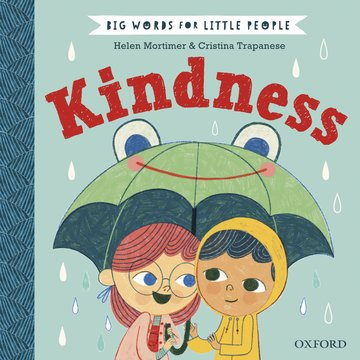 BIG WORDS FOR LITTLE PEOPLE
Helen Mortimer & Cristina Trapanese
Kindness
OXFORD